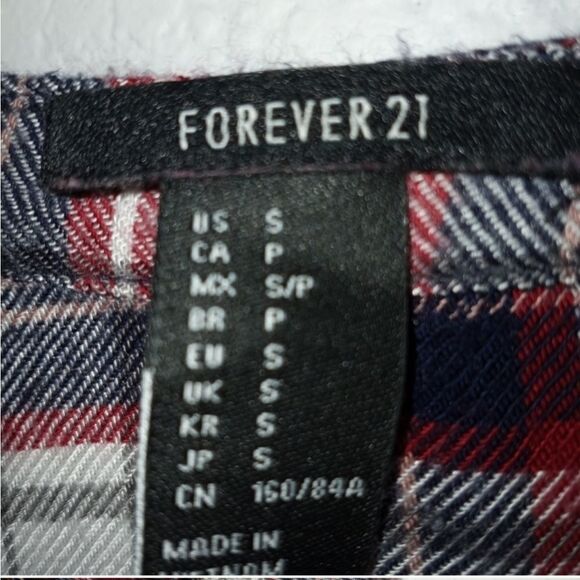 FOREVER 21
US S
CA P
MX S/P
BR P
EU S
UK S
KR S
JP S
CN 160/84A
MADE IN